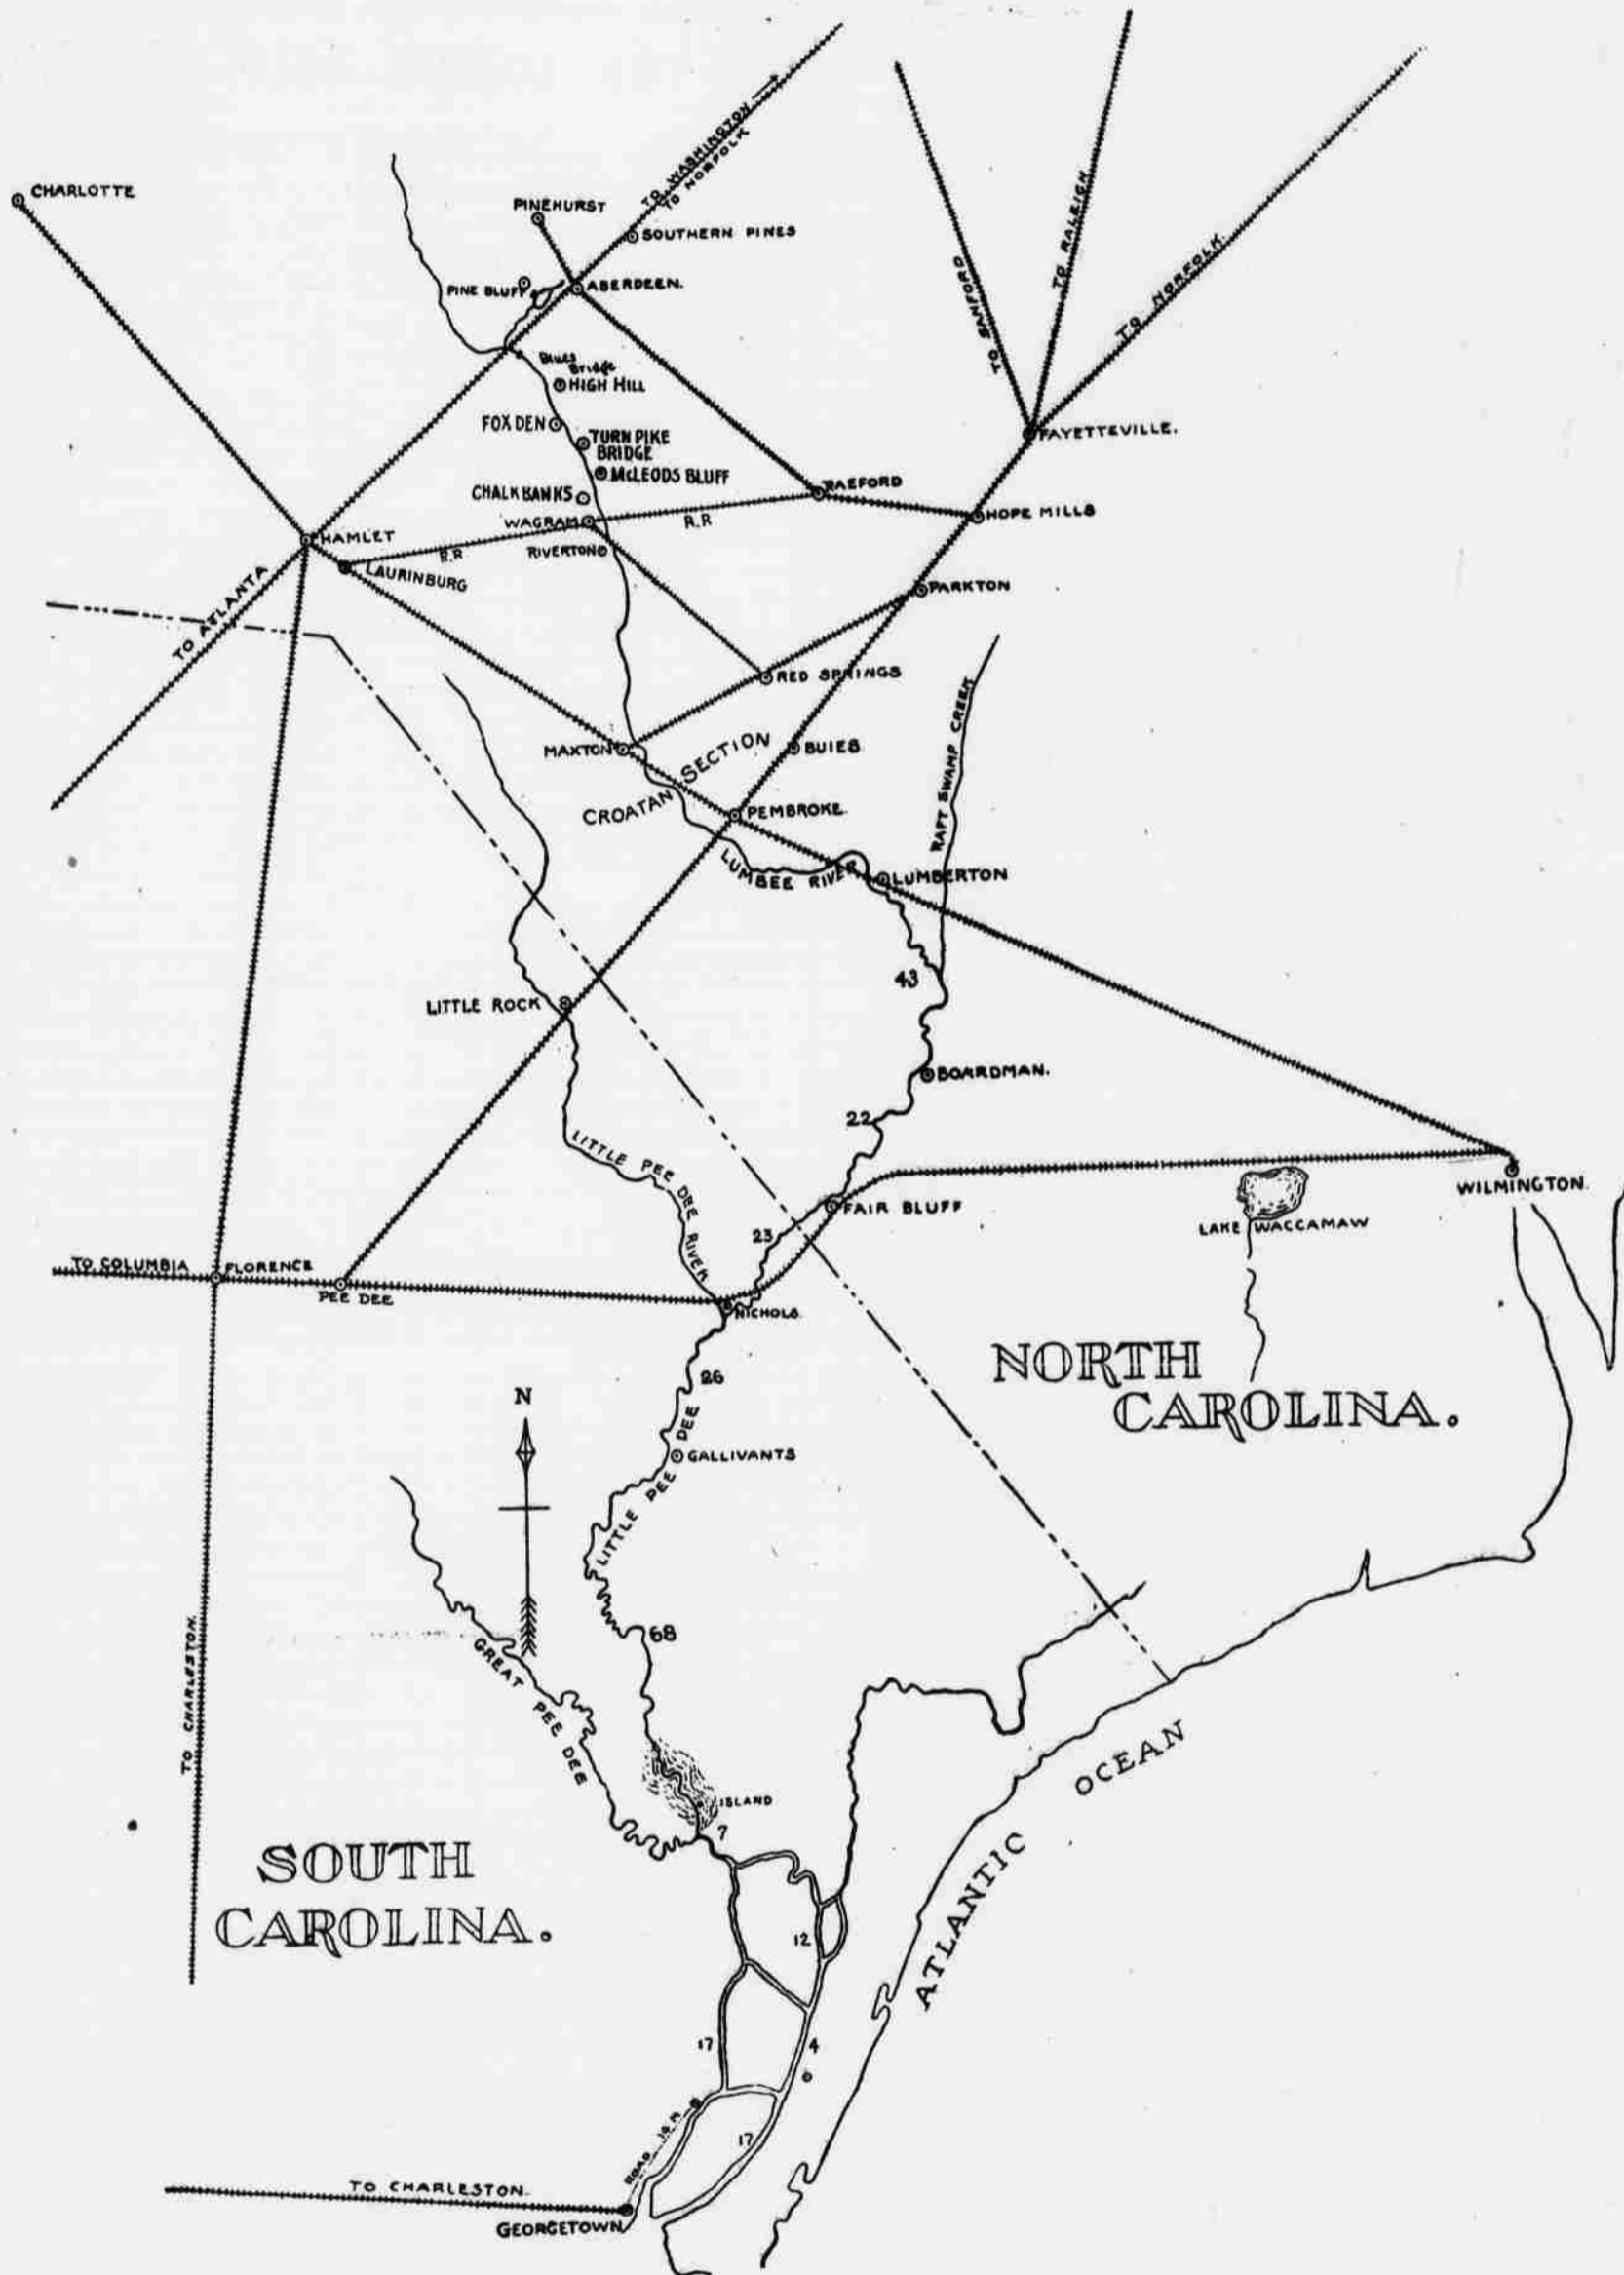 TO WASHINGTON
TO NORFOLK
CHARLOTTE
PINEHURST
SOUTHERN PINES
TO RALEIGH
TO SANFORD
TO NORFOLK
PINE BLUFF
ABERDEEN.
Blues
Bridge
HIGH HILL
FOX DEN
TURN PIKE
BRIDGE
McLEODS BLUFF
FAYETTEVILLE.
CHALK BANKS
RAEFORD
WAGRAM
R.R
HOPE MILLS
HAMLET
R.R
RIVERTON
LAURINBURG
PARKTON
TO ATLANTA
RED SPRINGS
RAFT SWAMP CREEK
MAXTON
CROATAN SECTION
BUIES
PEMBROKE.
LUMBEE RIVER
LUMBERTON
43
LITTLE ROCK
BOARDMAN.
22
LITTLE PEE DEE RIVER
WILMINGTON.
FAIR BLUFF
LAKE WACCAMAW
23
TO COLUMBIA
FLORENCE
PEE DEE
NICHOLS.
NORTH
CAROLINA.
26
N
LITTLE PEE DEE
GALLIVANTS
68
GREAT PEE DEE
TO CHARLESTON.
ATLANTIC OCEAN
ISLAND
7
SOUTH
CAROLINA.
12
17
4
ROAD 14 M
17
TO CHARLESTON.
GEORGETOWN